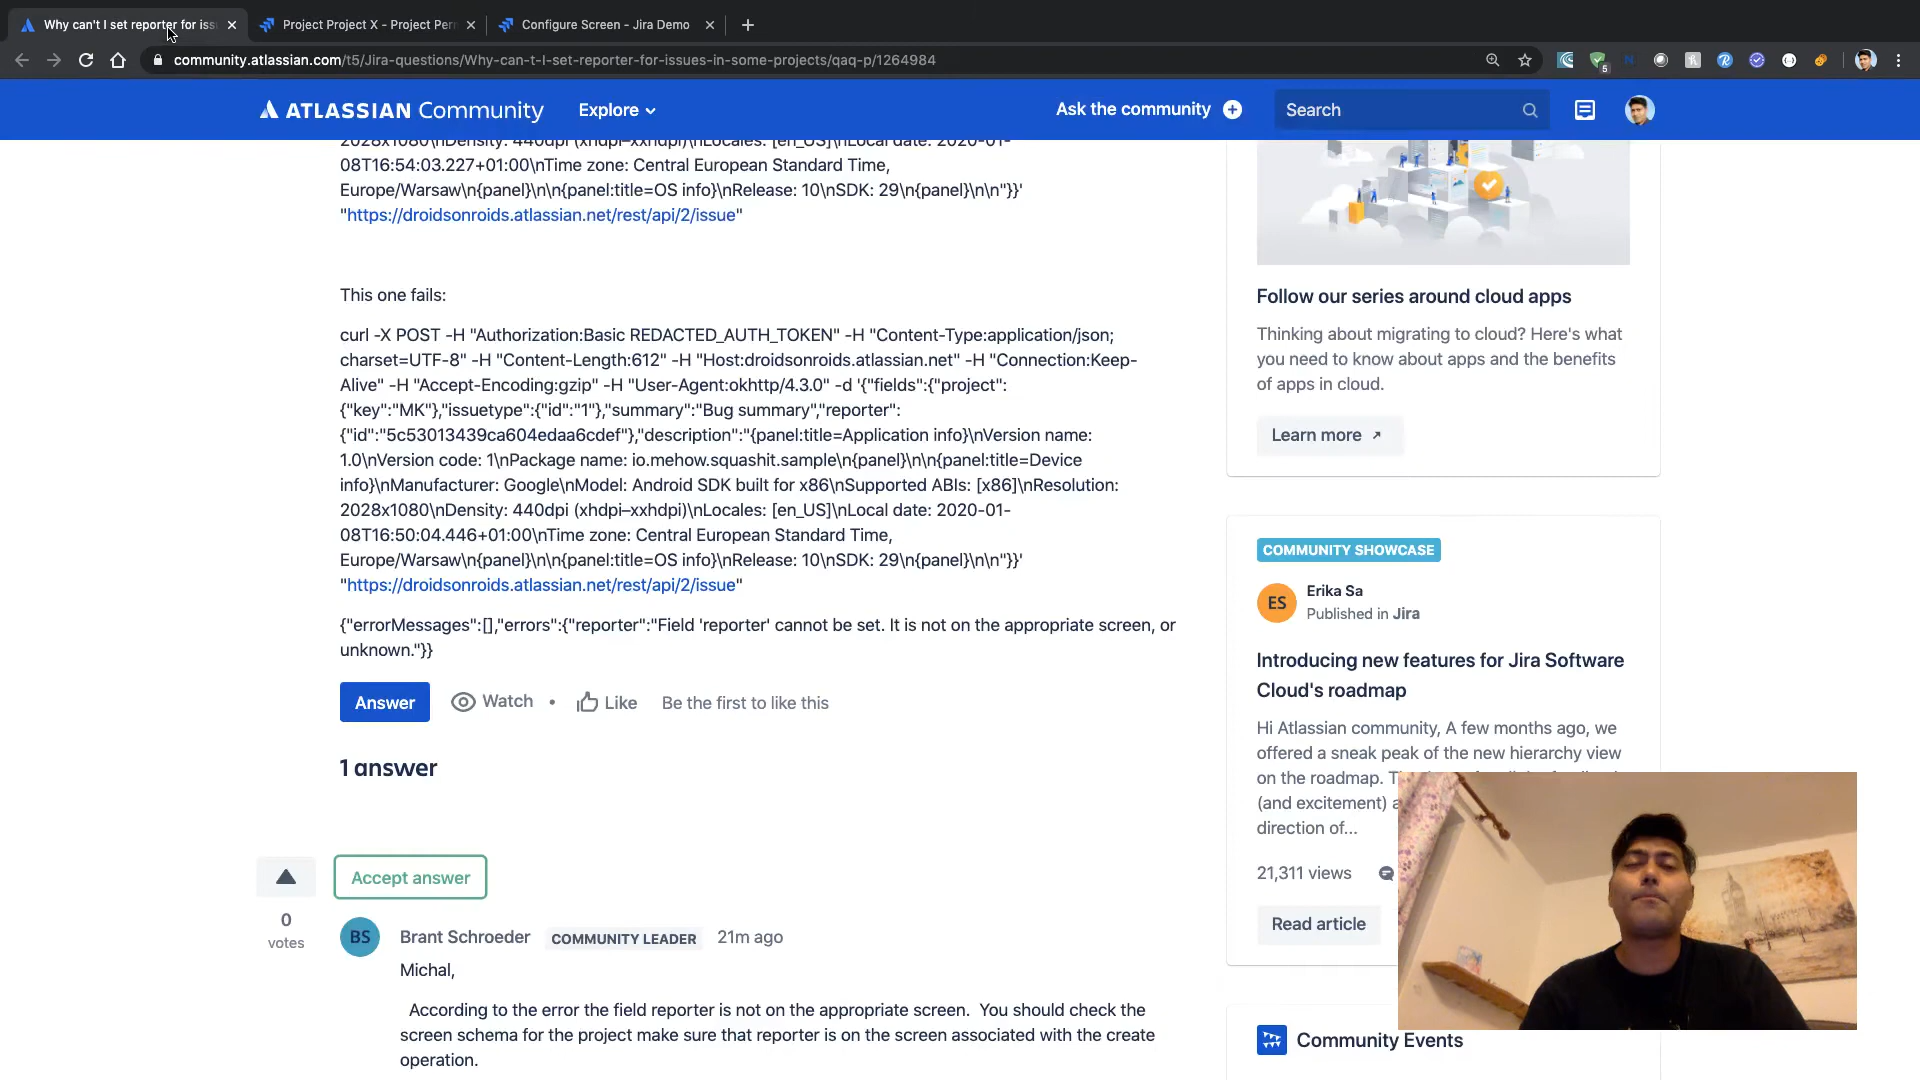 Why can't I set reporter for iss
Project Project X - Project Per
Configure Screen - Jira Demo
community.atlassian.com/t5/Jira-questions/Why-can-t-I-set-reporter-for-issues-in-some-projects/qaq-p/1264984
5
ATLASSIAN Community
Explore
Ask the community
Search
2028x1080\nDensity: 440dpi (xhdpi–xxhdpi)\nLocales: [en_US]\nLocal date: 2020-01-
08T16:54:03.227+01:00\nTime zone: Central European Standard Time,
Europe/Warsaw\n{panel}\n\n{panel:title=OS info}\nRelease: 10\nSDK: 29\n{panel}\n\n"}}'
"https://droidsonroids.atlassian.net/rest/api/2/issue"
This one fails:
curl -X POST -H "Authorization:Basic REDACTED_AUTH_TOKEN" -H "Content-Type:application/json;
charset=UTF-8" -H "Content-Length:612" -H "Host:droidsonroids.atlassian.net" -H "Connection:Keep-
Alive" -H "Accept-Encoding:gzip" -H "User-Agent:okhttp/4.3.0" -d '{"fields":{"project":
{"key":"MK"},"issuetype":{"id":"1"},"summary":"Bug summary","reporter":
{"id":"5c53013439ca604edaa6cdef"},"description":"{panel:title=Application info}\nVersion name:
1.0\nVersion code: 1\nPackage name: io.mehow.squashit.sample\n{panel}\n\n{panel:title=Device
info}\nManufacturer: Google\nModel: Android SDK built for x86\nSupported ABIs: [x86]\nResolution:
2028x1080\nDensity: 440dpi (xhdpi–xxhdpi)\nLocales: [en_US]\nLocal date: 2020-01-
08T16:50:04.446+01:00\nTime zone: Central European Standard Time,
Europe/Warsaw\n{panel}\n\n{panel:title=OS info}\nRelease: 10\nSDK: 29\n{panel}\n\n"}}'
"https://droidsonroids.atlassian.net/rest/api/2/issue"
{"errorMessages":[],"errors":{"reporter":"Field 'reporter' cannot be set. It is not on the appropriate screen, or
unknown."}}
Answer
Watch • Like
Be the first to like this
1 answer
Accept answer
0
votes
BS
Brant Schroeder COMMUNITY LEADER 21m ago
Michal,
According to the error the field reporter is not on the appropriate screen. You should check the
screen schema for the project make sure that reporter is on the screen associated with the create
operation.
Follow our series around cloud apps
Thinking about migrating to cloud? Here's what
you need to know about apps and the benefits
of apps in cloud.
Learn more
COMMUNITY SHOWCASE
ES
Erika Sa
Published in Jira
Introducing new features for Jira Software
Cloud's roadmap
Hi Atlassian community, A few months ago, we
offered a sneak peak of the new hierarchy view
on the roadmap.
(and excitement)
direction of...
21,311 views
Read article
Community Events